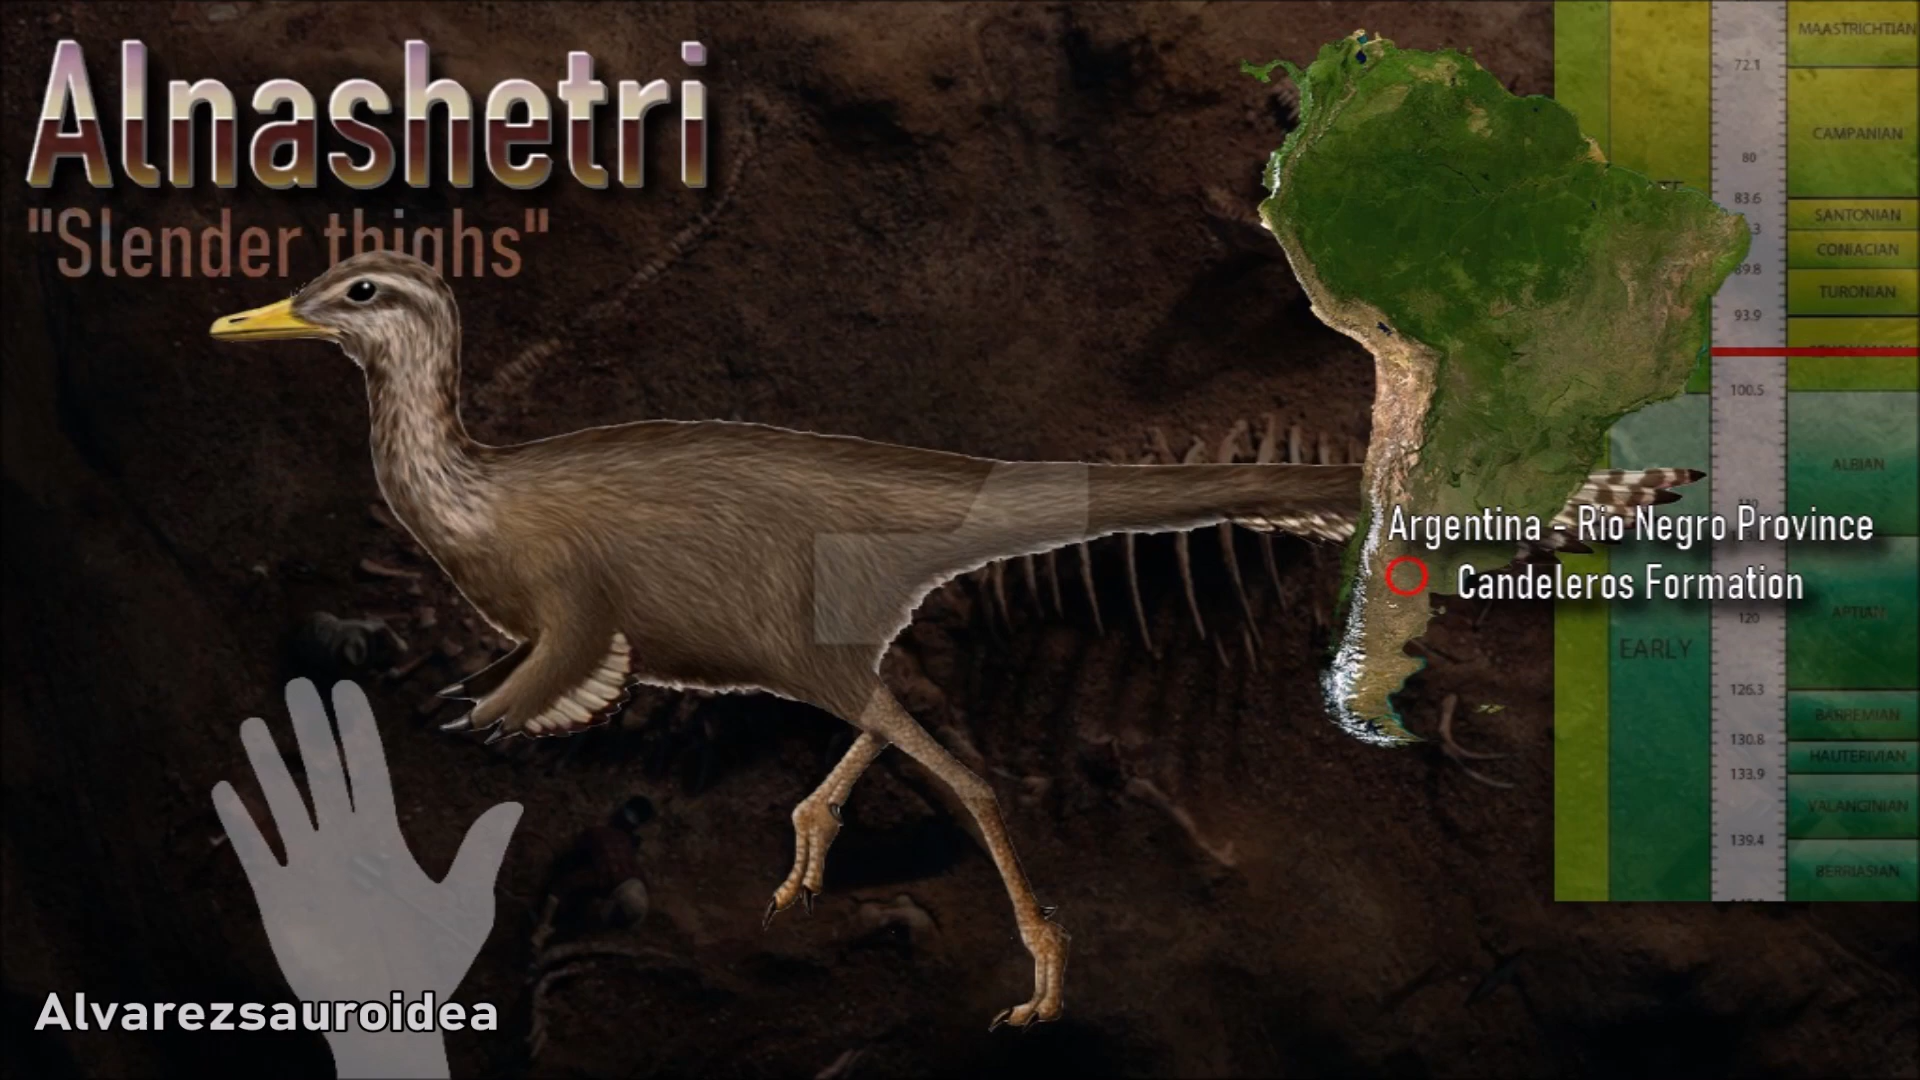 Alnashetri
"Slender thighs"
Argentina - Rio Negro Province
Candeleros Formation
Alvarezsauroidea
MAASTRICHTIAN
72.1
CAMPANIAN
80
83.6
SANTONIAN
CONIACIAN
89.8
TURONIAN
93.9
100.5
ALBIAN
APTIAN
120
EARLY
126.3
BARREMIAN
130.8
HAUTERIVIAN
133.9
VALANGINIAN
139.4
BERRIASIAN